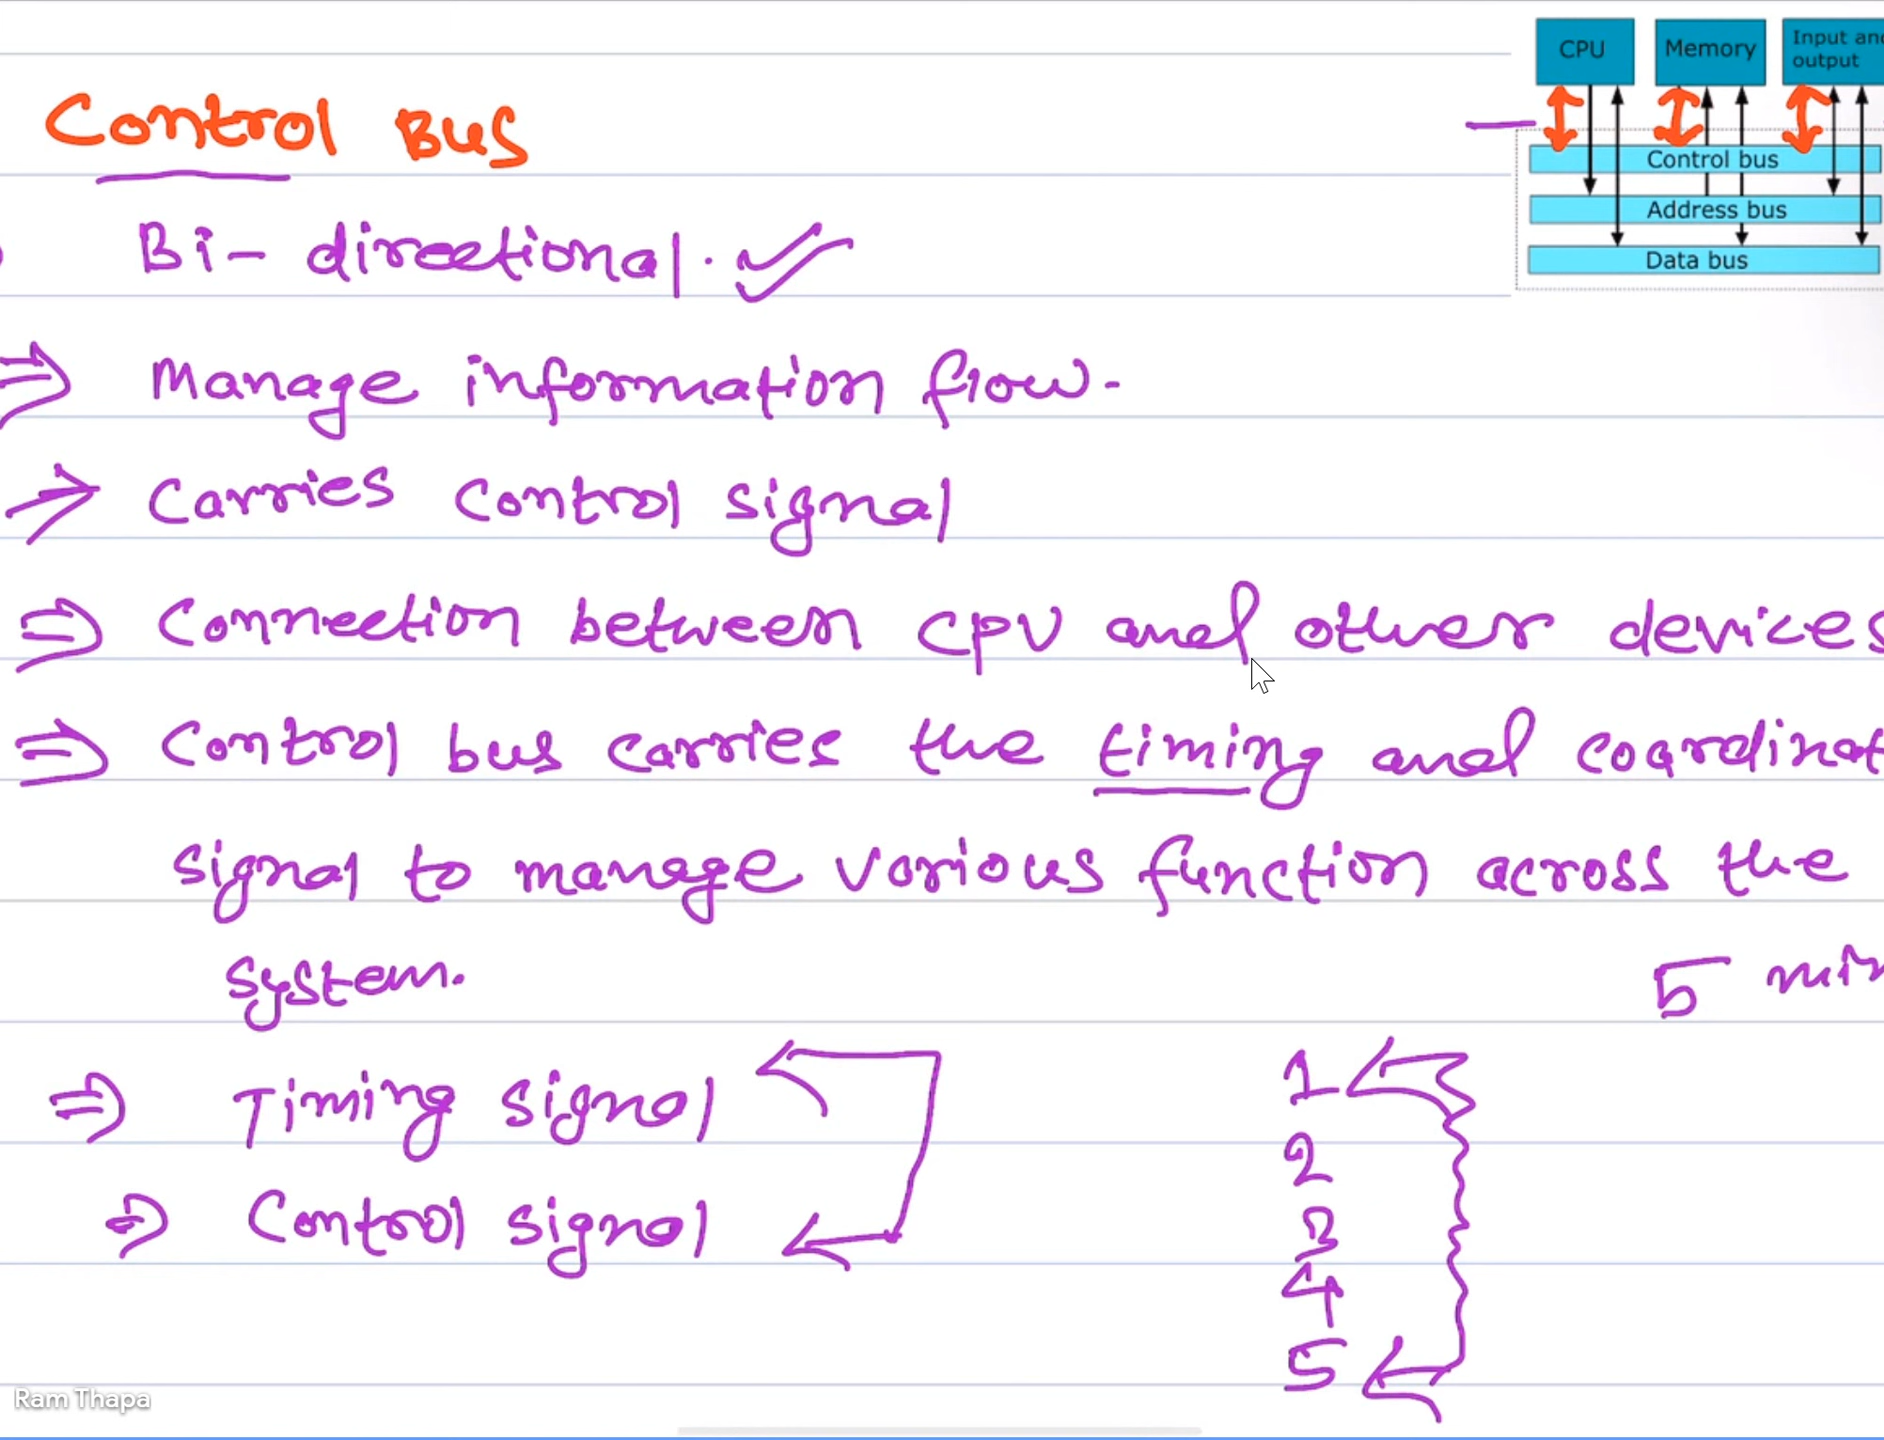 CPU Memory Input
output
Control Bus
Control bus
Address bus
Bi-directional.
Data bus
Manage information flow.
⇒ Carries Control signal
⇒ Connection between CPU and other devices
⇒ Control bus carries the timing and
signal to manage various function across the
system.
5
⇒ Timing signal
1
2
⇒ Control signal
3
4
5
Ram Thapa